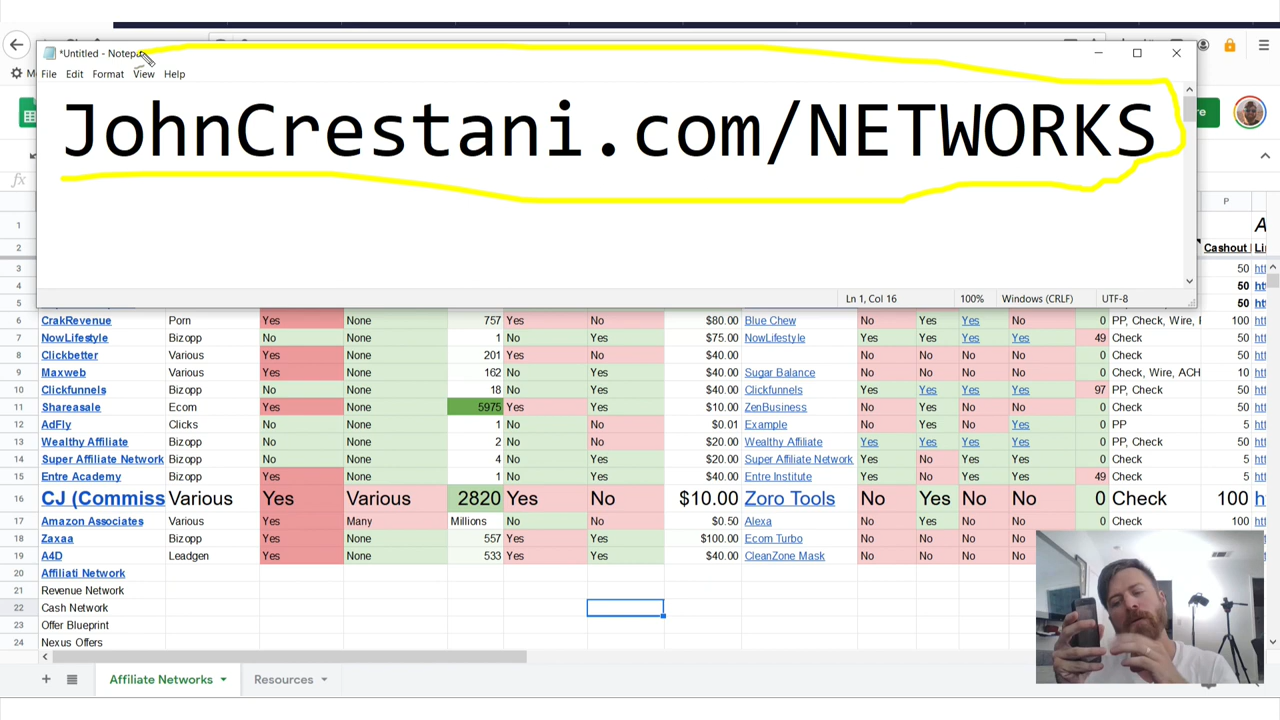 *Untitled - Notepa
File Edit Format View Help
JohnCrestani.com/NETWORKS
Ln 1, Col 16 100% Windows (CRLF) UTF-8
P
1
2 Cashout
3 50
4 50
5 50
6 CrakRevenue Porn Yes None 757 Yes No $80.00 Blue Chew No Yes Yes No 0 PP, Check, Wire, 100
7 NowLifestyle Bizopp No None 1 No Yes $75.00 NowLifestyle Yes Yes Yes Yes 49 Check 50
8 Clickbetter Various Yes None 201 Yes No $40.00 No Yes No No 0 Check 50
9 Maxweb Various Yes None 162 No Yes $40.00 Sugar Balance No Yes No No 0 Check, Wire, ACH 10
10 Clickfunnels Bizopp No None 18 No Yes $40.00 Clickfunnels Yes Yes Yes Yes 97 PP, Check 50
11 Shareasale Ecom Yes None 5975 Yes Yes $10.00 ZenBusiness No Yes No No 0 Check 50
12 AdFly Clicks No None 1 No No $0.01 Example No No No Yes 0 PP 5
13 Wealthy Affiliate Bizopp No None 2 No No $20.00 Wealthy Affiliate Yes Yes Yes Yes 0 PP, Check 50
14 Super Affiliate Network Bizopp No None 4 No Yes $20.00 Super Affiliate Network Yes No Yes Yes 0 Check 5
15 Entre Academy Bizopp Yes None 1 No Yes $40.00 Entre Institute Yes No Yes Yes 49 Check 5
16 CJ (Commiss Various Yes Various 2820 Yes No $10.00 Zoro Tools No Yes No No 0 Check 100 h
17 Amazon Associates Various Yes Many Millions No No $0.50 Alexa No Yes No No 0 Check 100
18 Zaxaa Bizopp Yes None 557 Yes Yes $100.00 Ecom Turbo No No No No
19 A4D Leadgen Yes None 533 Yes Yes $40.00 CleanZone Mask No No No No
20 Affiliati Network
21 Revenue Network
22 Cash Network
23 Offer Blueprint
24 Nexus Offers
Affiliate Networks Resources